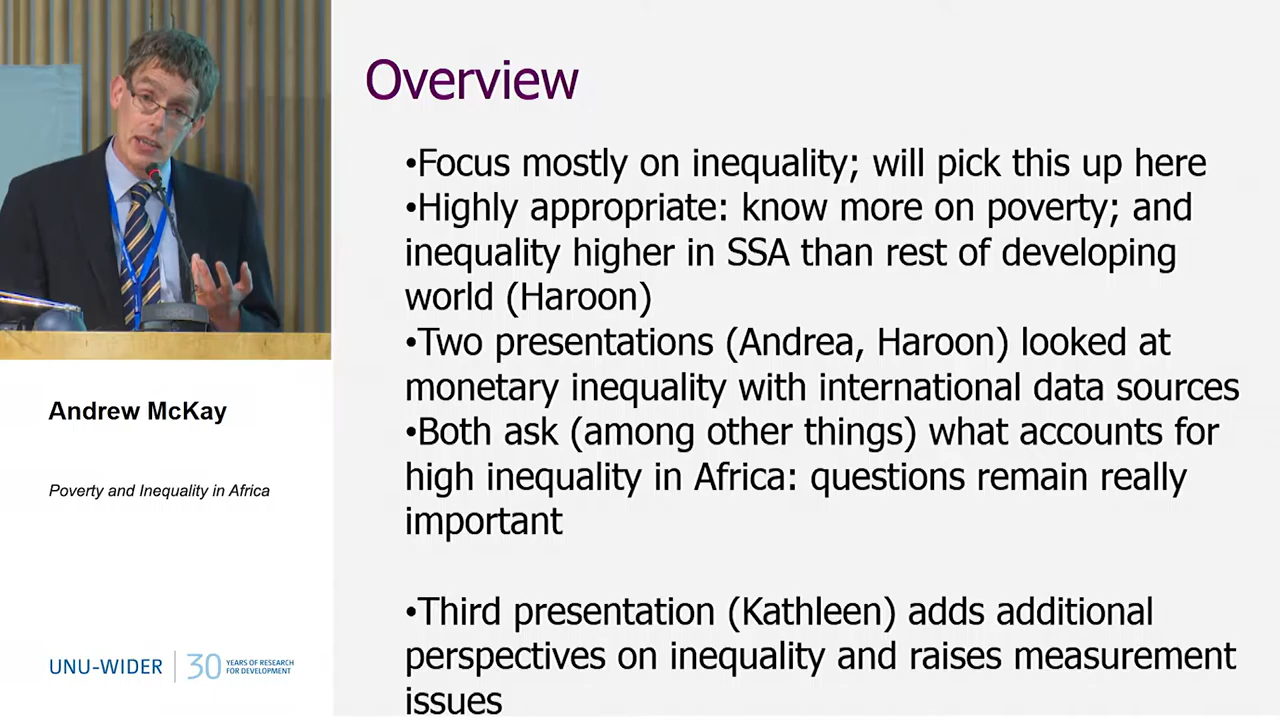 Overview
•Focus mostly on inequality; will pick this up here
•Highly appropriate: know more on poverty; and
inequality higher in SSA than rest of developing
world (Haroon)
•Two presentations (Andrea, Haroon) looked at
monetary inequality with international data sources
•Both ask (among other things) what accounts for
high inequality in Africa: questions remain really
important
•Third presentation (Kathleen) adds additional
perspectives on inequality and raises measurement
issues
Andrew McKay
Poverty and Inequality in Africa
UNU-WIDER
30 YEARS OF RESEARCH
FOR DEVELOPMENT